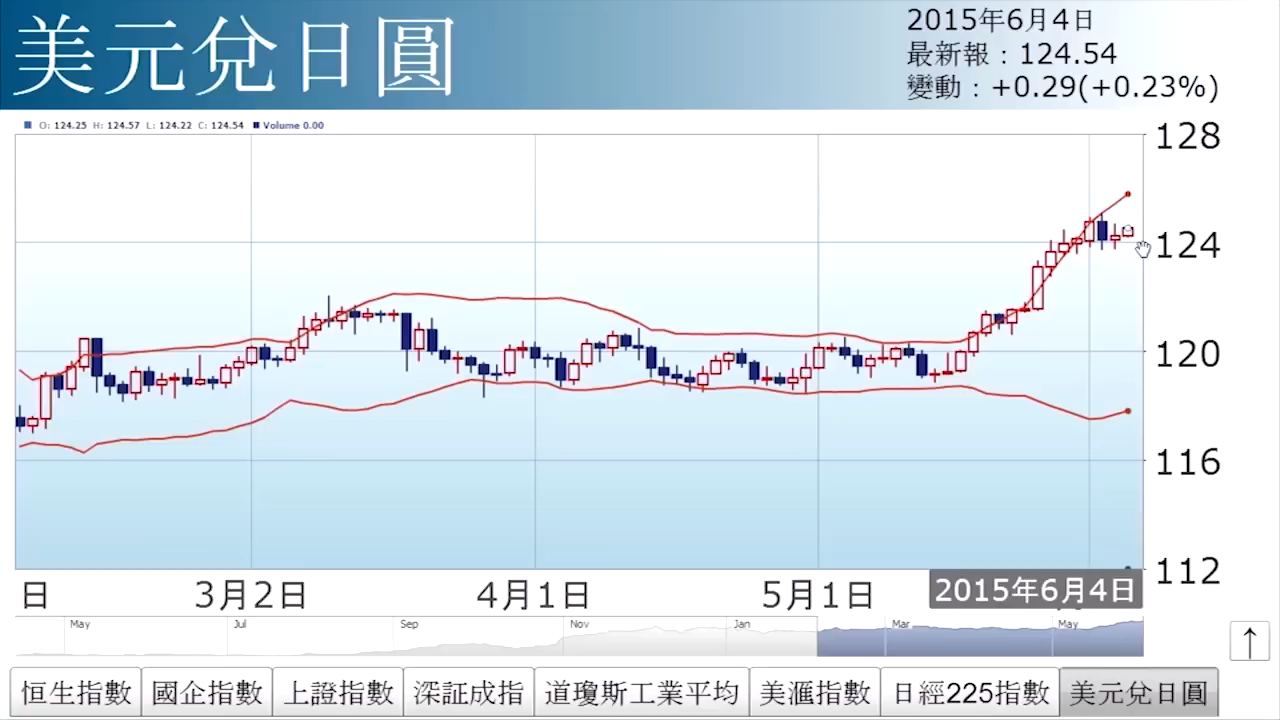 美元兌日圓
2015年6月4日
最新報：124.54
變動：+0.29(+0.23%)
O: 124.25 H: 124.57 L: 124.22 C: 124.54 Volume 0.00
128
124
120
116
112
日 3月2日 4月1日 5月1日 2015年6月4日
May Jul Sep Nov Jan Mar May
↑
恒生指數 國企指數 上證指數 深証成指 道瓊斯工業平均 美滙指數 日經225指數 美元兌日圓